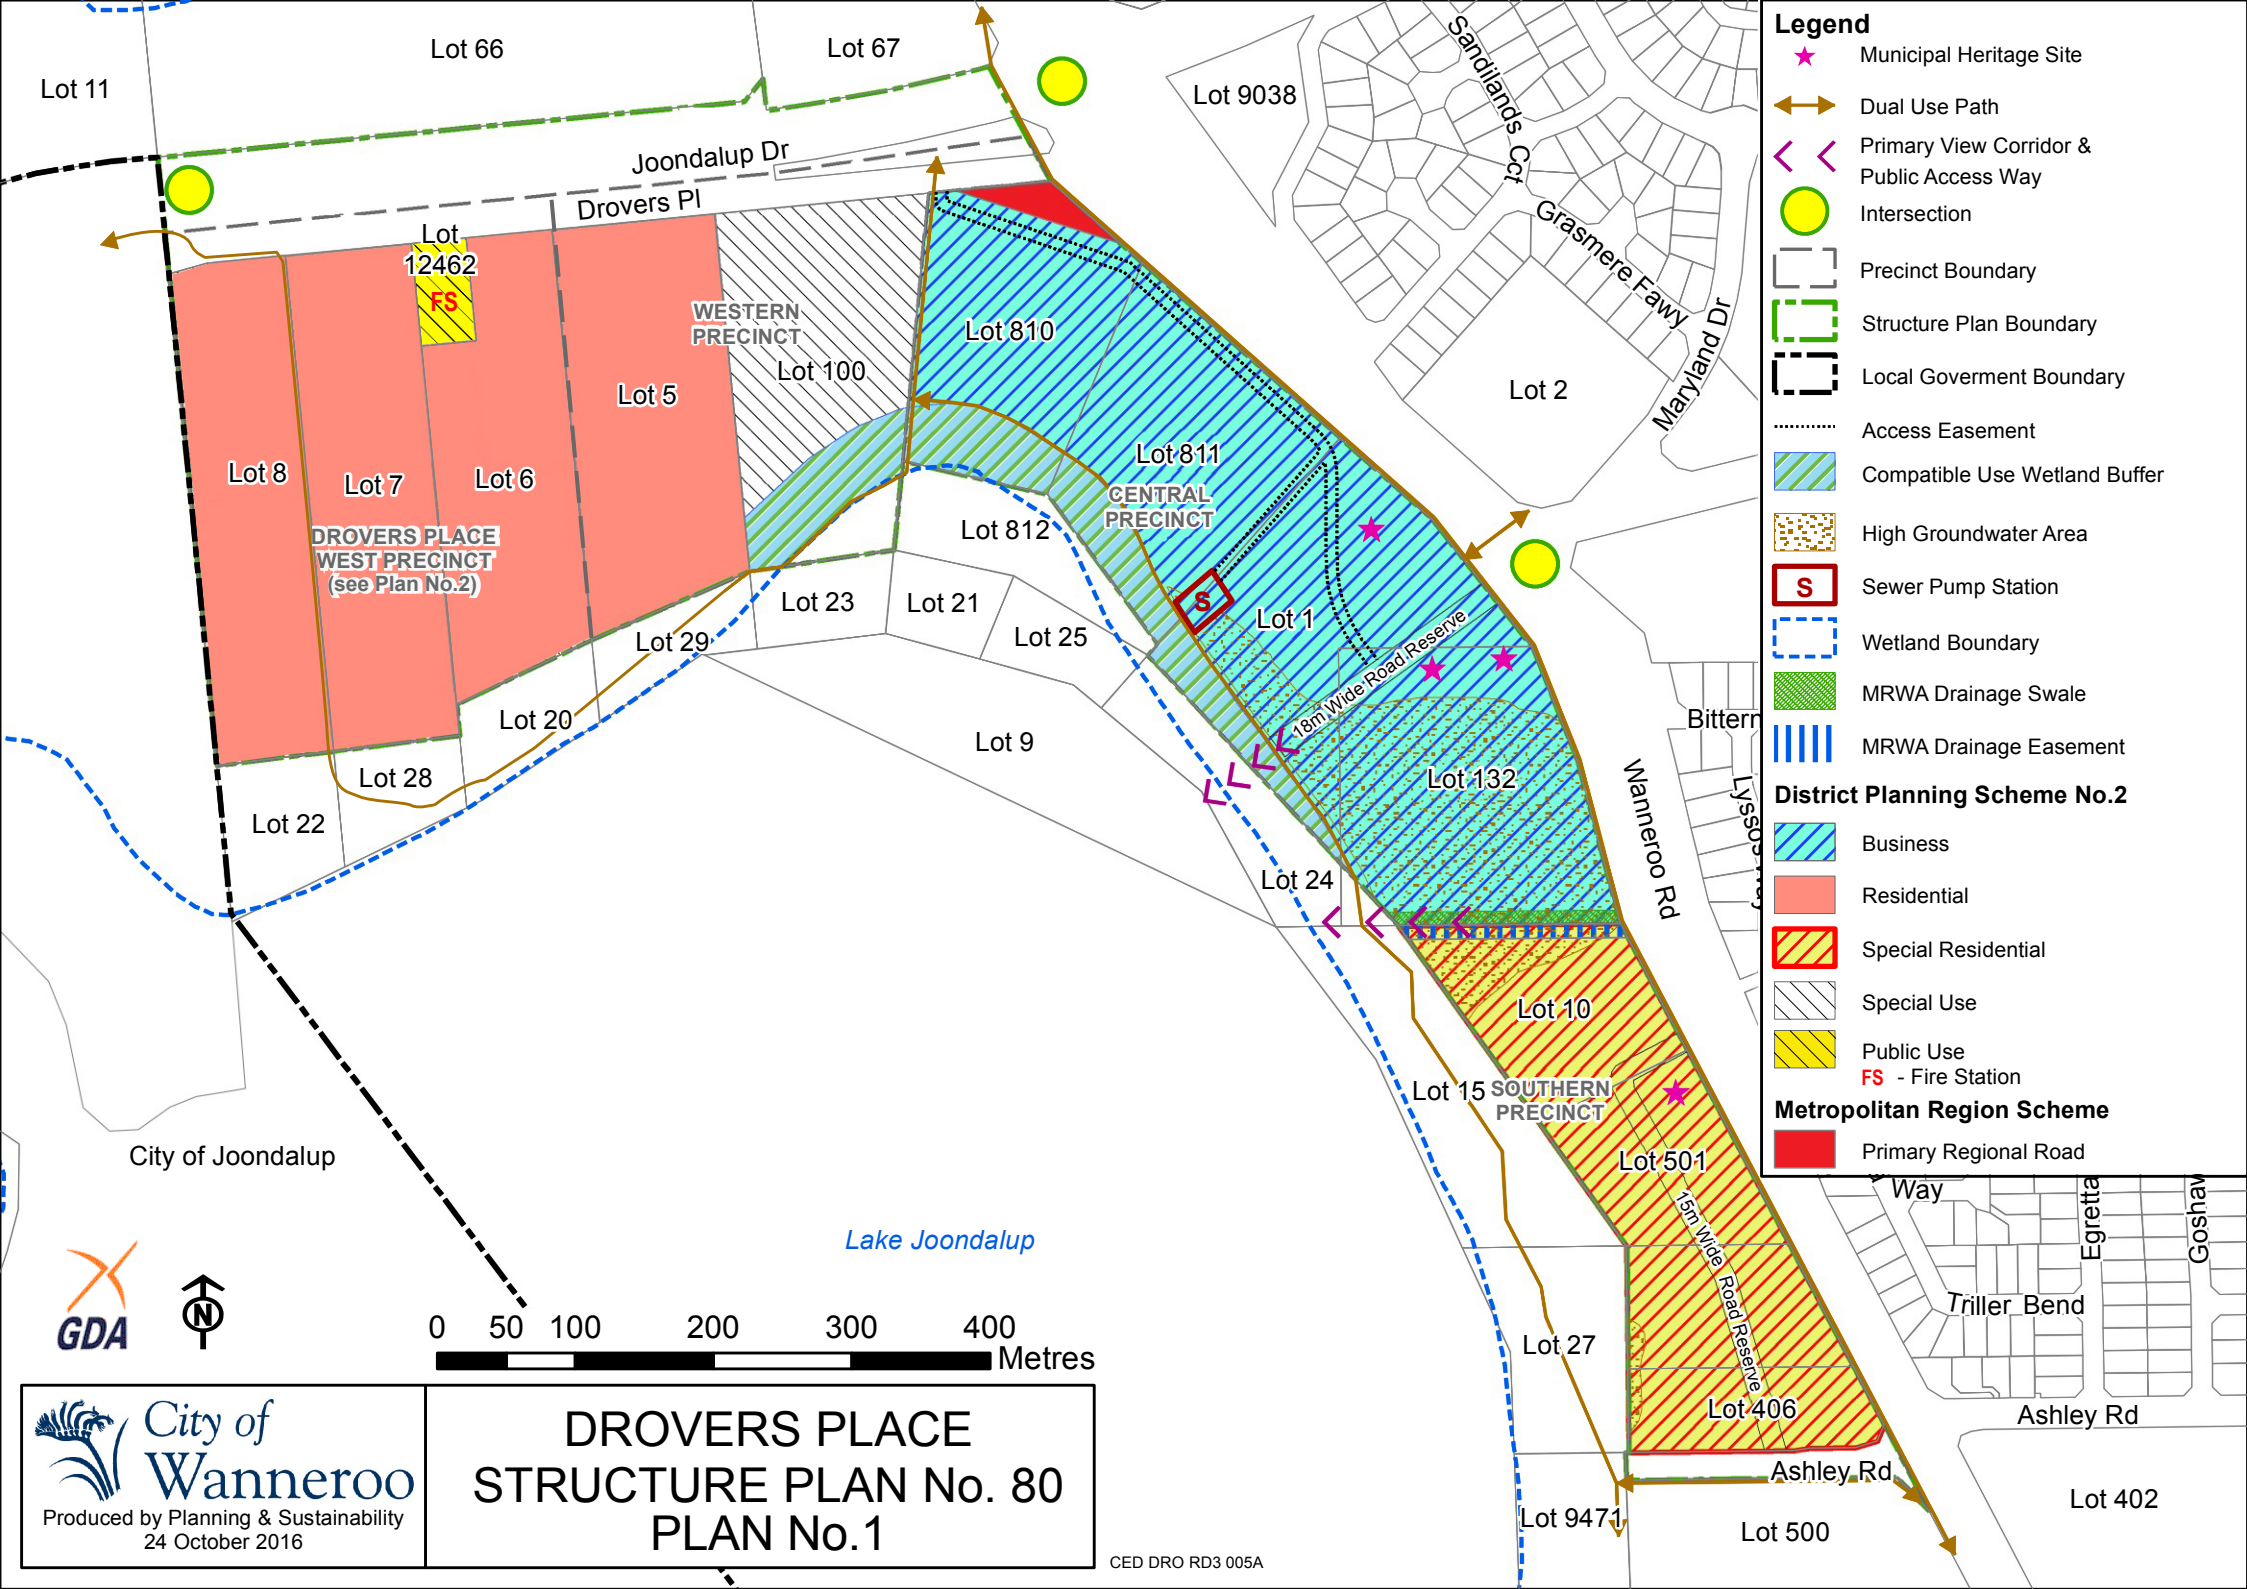 Lot 66
Lot 67
Lot 11
Lot 9038
Sandilands Cct
Joondalup Dr
Drovers Pl
Grasmere Fawy
Maryland Dr
Lot
12462
FS
WESTERN
PRECINCT
Lot 810
Lot 100
Lot 5
Lot 2
Lot 8
Lot 7
Lot 6
Lot 811
CENTRAL
PRECINCT
DROVERS PLACE
WEST PRECINCT
(see Plan No.2)
Lot 812
Lot 23
Lot 21
Lot 25
S
Lot 1
18m Wide Road Reserve
Lot 29
Lot 20
Lot 28
Lot 22
Lot 9
Lot 132
Wanneroo Rd
Bittern
Lot 24
Lot 10
Lot 15
SOUTHERN
PRECINCT
Lot 501
15m Wide Road Reserve
City of Joondalup
Lake Joondalup
Way
Egretta
Triller Bend
Lot 27
Lot 406
Ashley Rd
Ashley Rd
Lot 9471
Lot 500
Lot 402
GDA
N
0 50 100 200 300 400
Metres
City of
Wanneroo
Produced by Planning & Sustainability
24 October 2016
DROVERS PLACE
STRUCTURE PLAN No. 80
PLAN No.1
CED DRO RD3 005A
Legend
Municipal Heritage Site
Dual Use Path
Primary View Corridor &
Public Access Way
Intersection
Precinct Boundary
Structure Plan Boundary
Local Goverment Boundary
Access Easement
Compatible Use Wetland Buffer
High Groundwater Area
S
Sewer Pump Station
Wetland Boundary
MRWA Drainage Swale
MRWA Drainage Easement
District Planning Scheme No.2
Business
Residential
Special Residential
Special Use
Public Use
FS - Fire Station
Metropolitan Region Scheme
Primary Regional Road